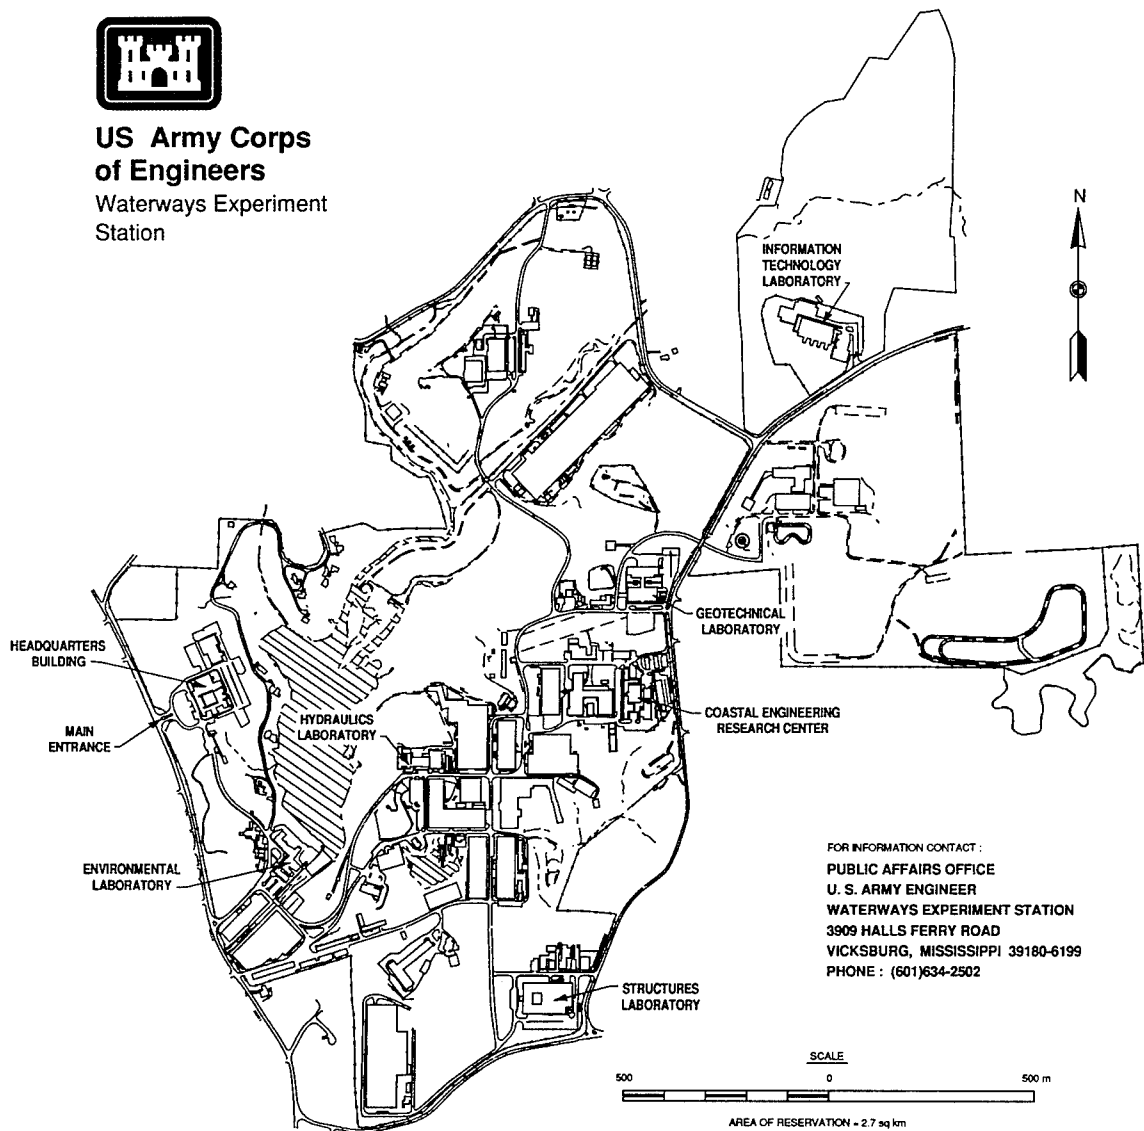 US Army Corps
of Engineers
Waterways Experiment
Station
N
INFORMATION
TECHNOLOGY
LABORATORY
GEOTECHNICAL
LABORATORY
HEADQUARTERS
BUILDING
MAIN
ENTRANCE
HYDRAULICS
LABORATORY
COASTAL ENGINEERING
RESEARCH CENTER
ENVIRONMENTAL
LABORATORY
STRUCTURES
LABORATORY
FOR INFORMATION CONTACT :
PUBLIC AFFAIRS OFFICE
U. S. ARMY ENGINEER
WATERWAYS EXPERIMENT STATION
3909 HALLS FERRY ROAD
VICKSBURG, MISSISSIPPI 39180-6199
PHONE : (601)634-2502
SCALE
500 0 500 m
AREA OF RESERVATION = 2.7 sq km